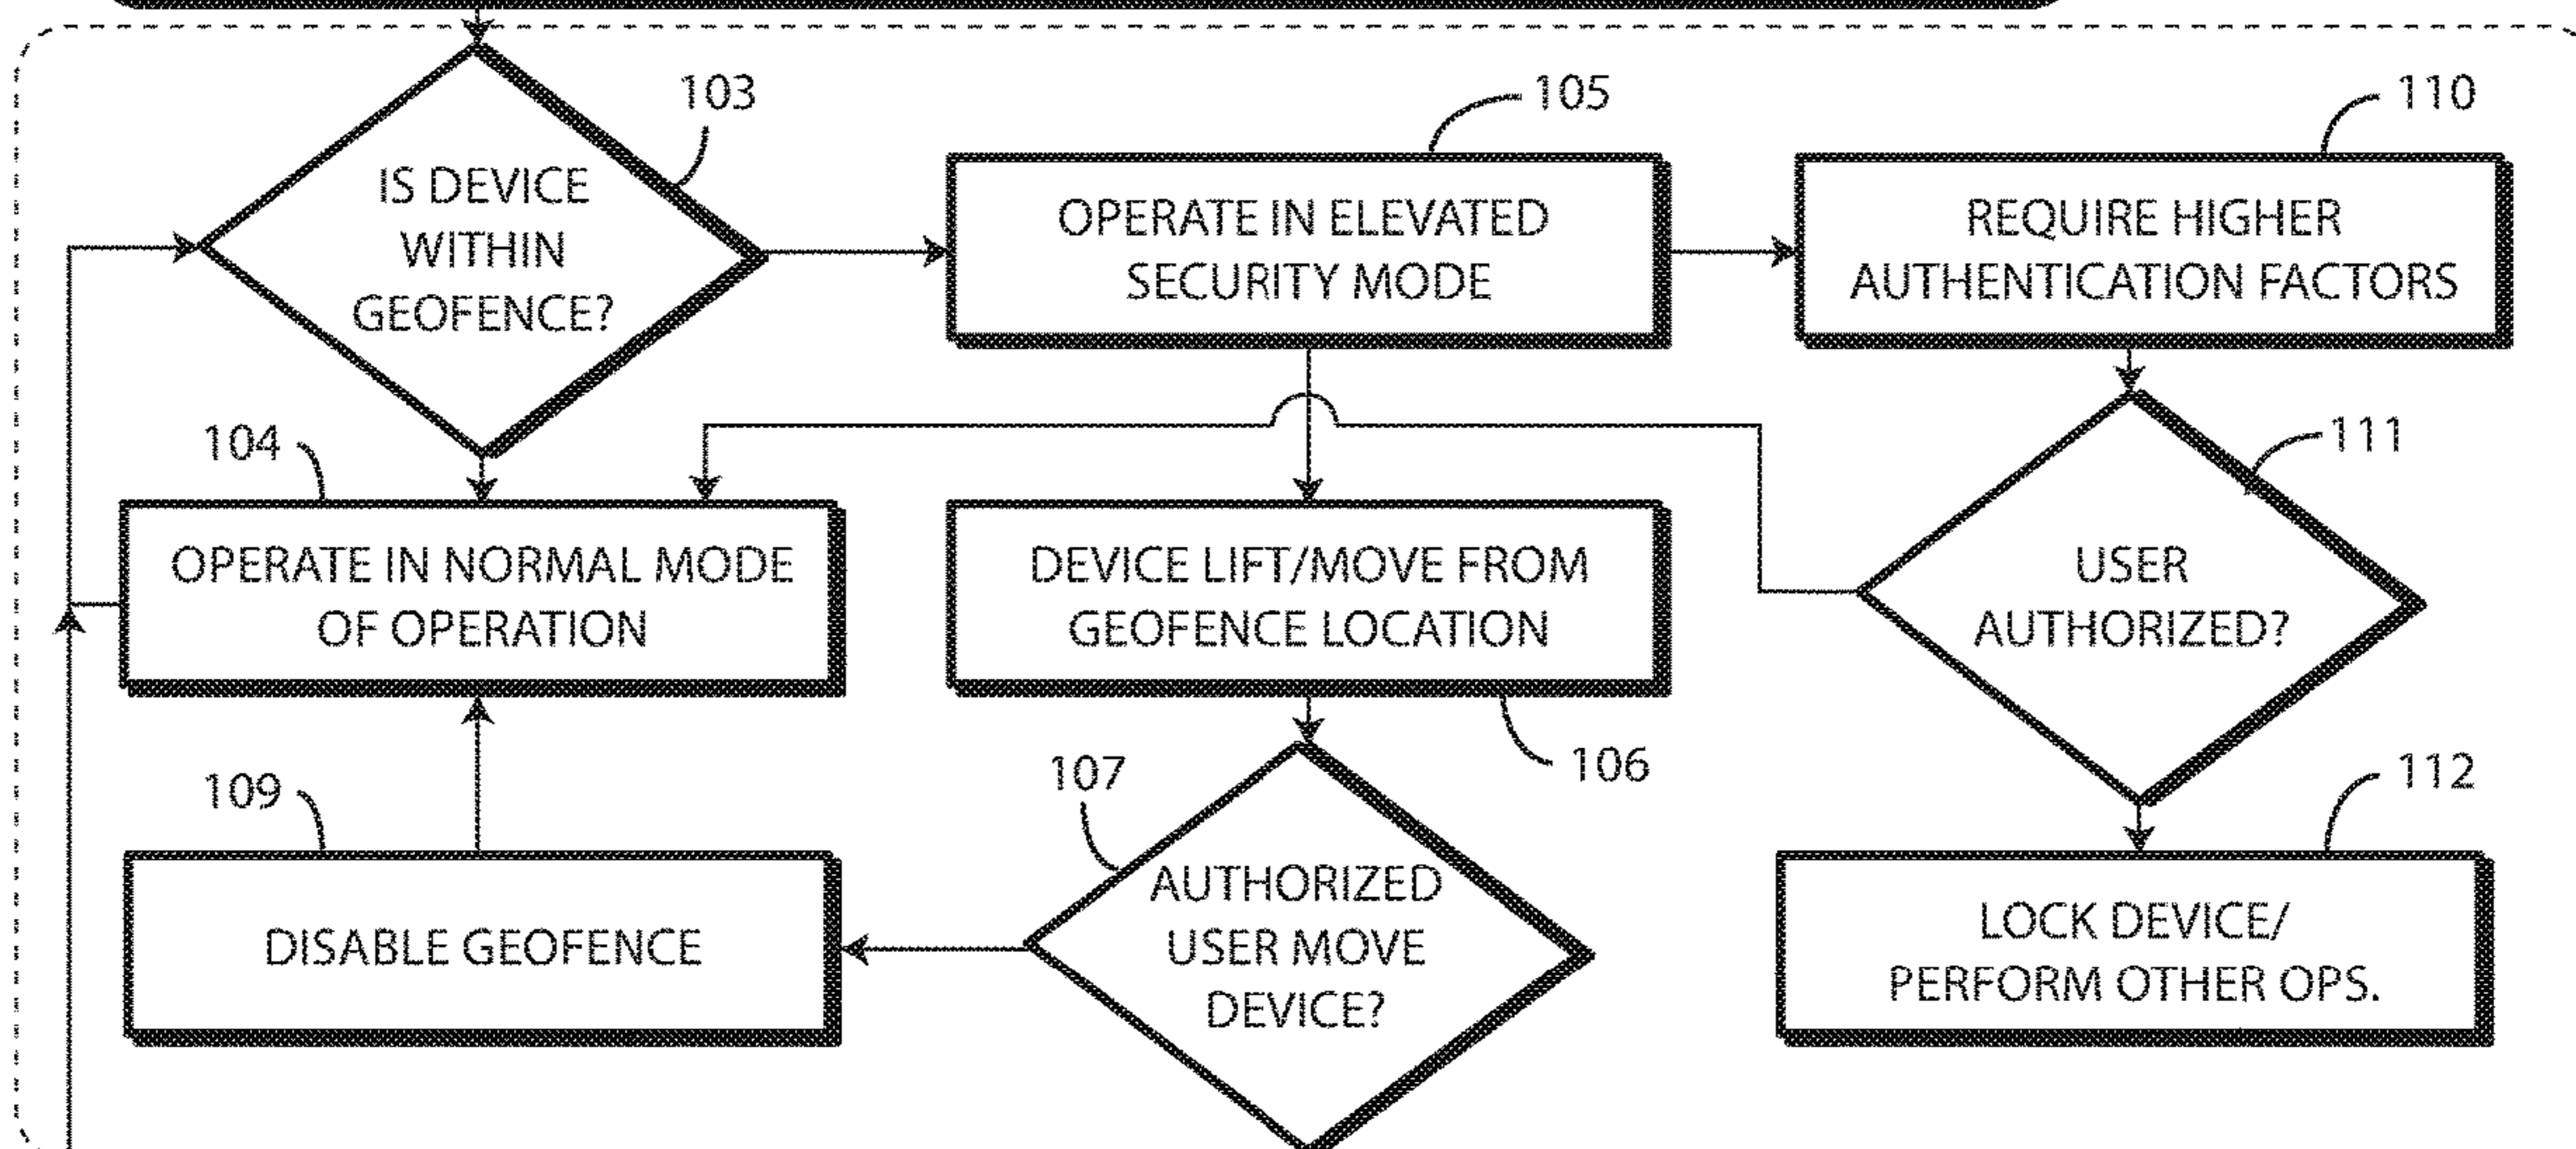 103
IS DEVICE
WITHIN
GEOFENCE?
105
OPERATE IN ELEVATED
SECURITY MODE
110
REQUIRE HIGHER
AUTHENTICATION FACTORS
104
OPERATE IN NORMAL MODE
OF OPERATION
DEVICE LIFT/MOVE FROM
GEOFENCE LOCATION
106
111
USER
AUTHORIZED?
109
DISABLE GEOFENCE
107
AUTHORIZED
USER MOVE
DEVICE?
112
LOCK DEVICE/
PERFORM OTHER OPS.